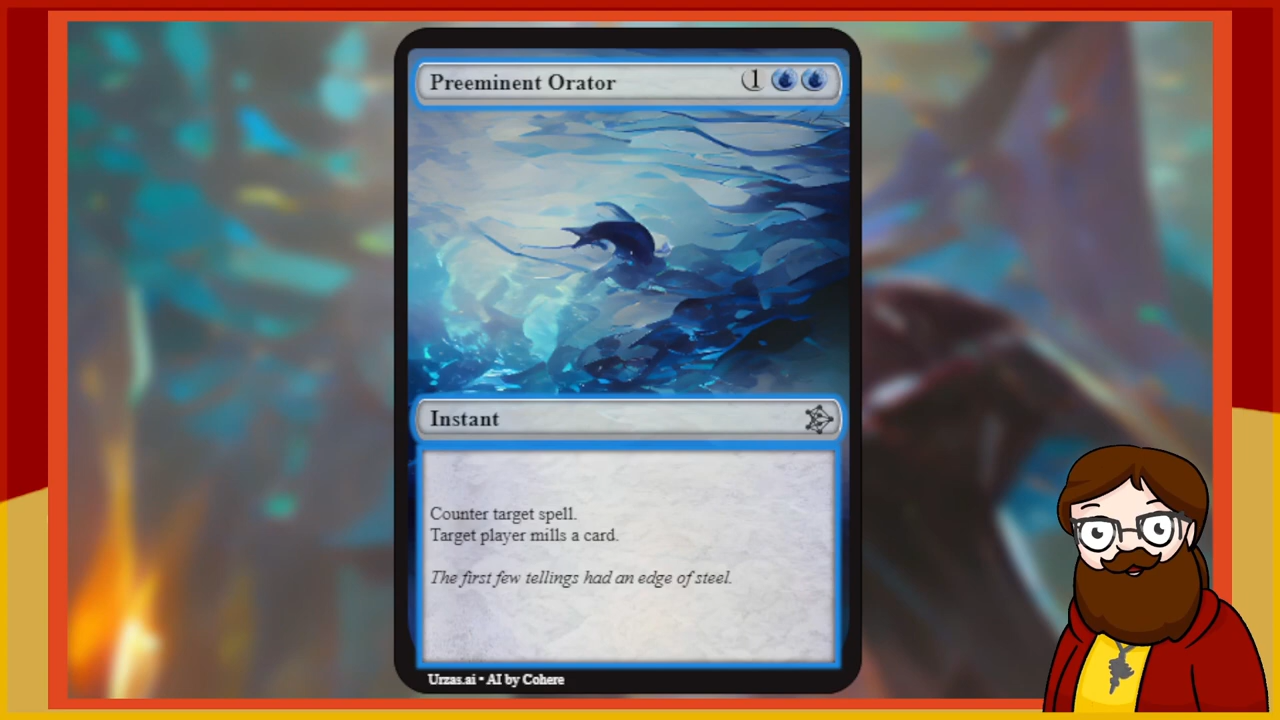 Preeminent Orator 1
Instant
Counter target spell.
Target player mills a card.
The first few tellings had an edge of steel.
Urzas.ai • AI by Cohere